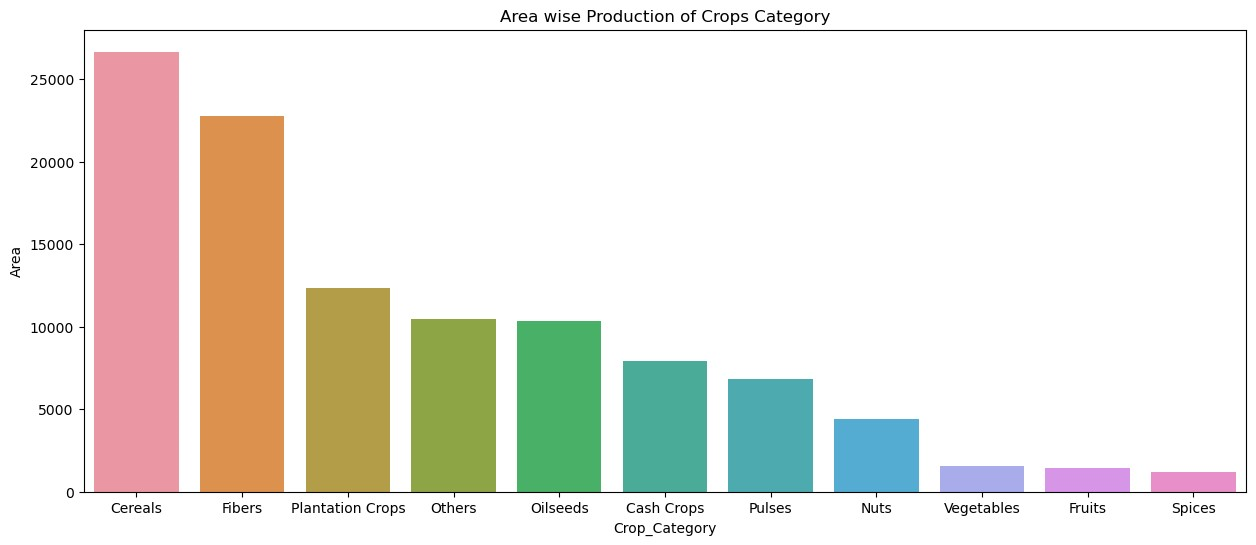 Area wise Production of Crops Category
25000
20000
15000
10000
5000
0
Area
Cereals Fibers Plantation Crops Others Oilseeds Cash Crops Pulses Nuts Vegetables Fruits Spices
Crop_Category